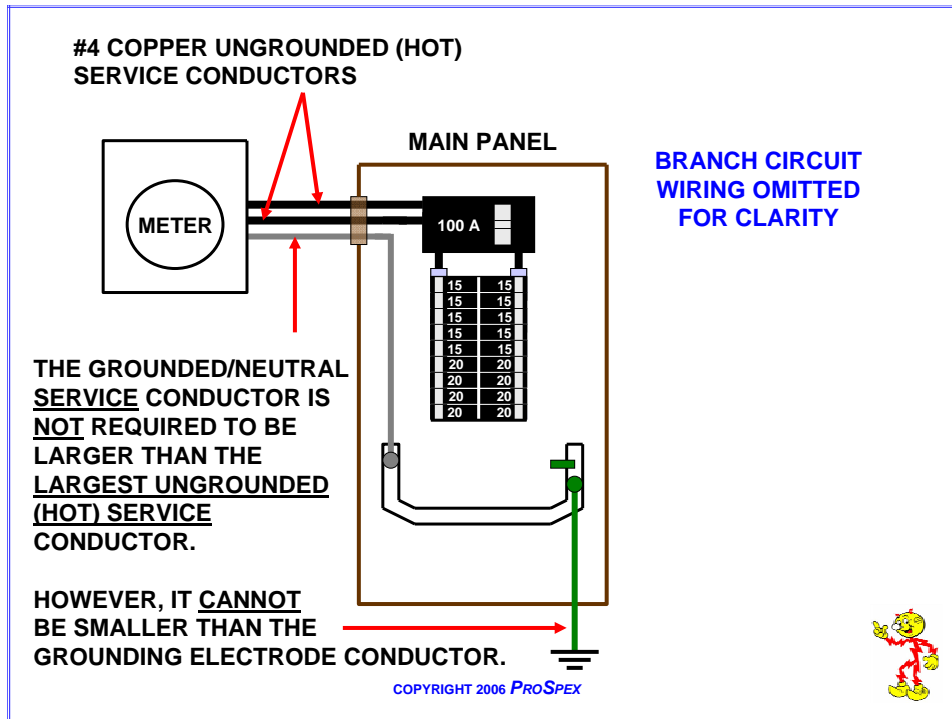 #4 COPPER UNGROUNDED (HOT)
SERVICE CONDUCTORS
MAIN PANEL
BRANCH CIRCUIT
WIRING OMITTED
FOR CLARITY
METER
100 A
15 15
15 15
15 15
15 15
15 15
20 20
20 20
20 20
20 20
THE GROUNDED/NEUTRAL
SERVICE CONDUCTOR IS
NOT REQUIRED TO BE
LARGER THAN THE
LARGEST UNGROUNDED
(HOT) SERVICE
CONDUCTOR.
HOWEVER, IT CANNOT
BE SMALLER THAN THE
GROUNDING ELECTRODE CONDUCTOR.
COPYRIGHT 2006 PROSPEX